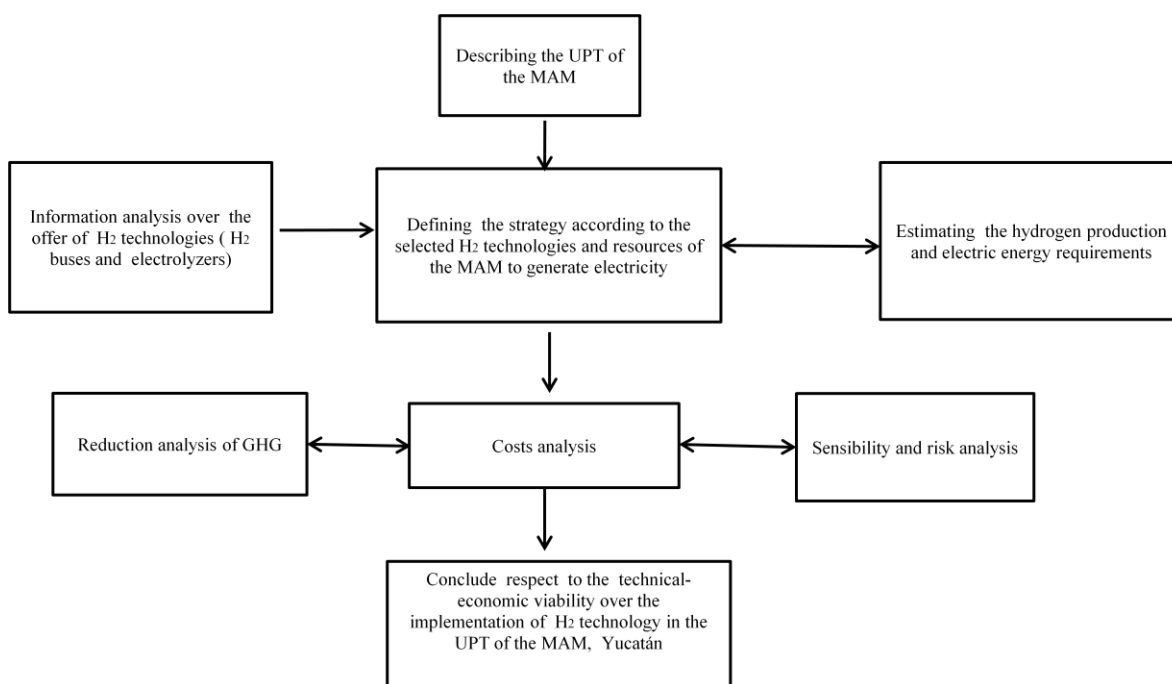 Describing the UPT of
the MAM
Information analysis over the
offer of H2 technologies ( H2
buses and electrolyzers)
Defining the strategy according to the
selected H2 technologies and resources of
the MAM to generate electricity
Estimating the hydrogen production
and electric energy requirements
Reduction analysis of GHG
Costs analysis
Sensibility and risk analysis
Conclude respect to the technical-
economic viability over the
implementation of H2 technology in the
UPT of the MAM, Yucatán